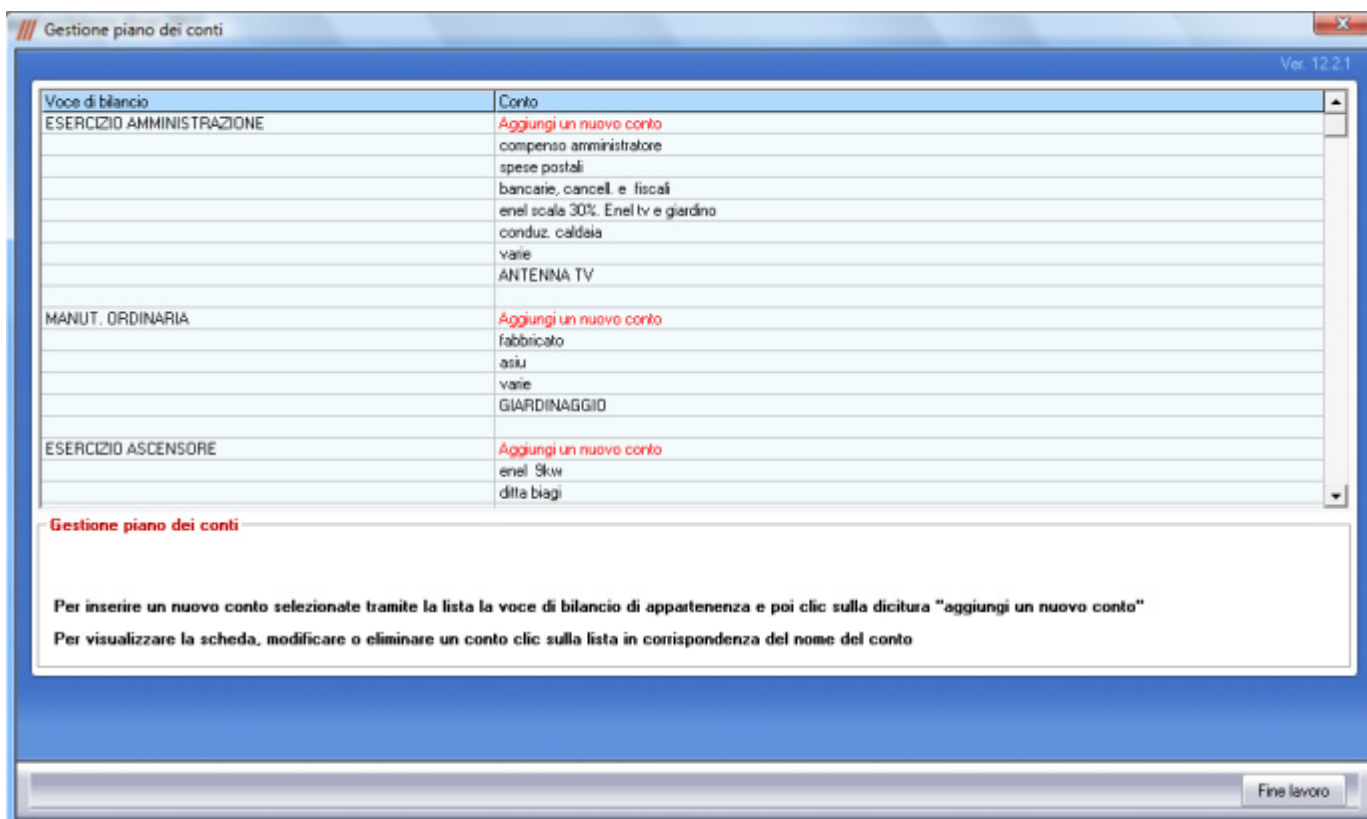 Gestione piano dei conti
Ver. 12.2.1
Voce di bilancio Conto
ESERCIZIO AMMINISTRAZIONE Aggiungi un nuovo conto
compenso amministratore
spese postali
bancarie, cancell. e fiscali
enel scala 30%. Enel tv e giardino
conduz. caldaia
varie
ANTENNA TV
MANUT. ORDINARIA Aggiungi un nuovo conto
fabbricato
asiu
varie
GIARDINAGGIO
ESERCIZIO ASCENSORE Aggiungi un nuovo conto
enel 9kw
ditta biagi
Gestione piano dei conti
Per inserire un nuovo conto selezionate tramite la lista la voce di bilancio di appartenenza e poi clic sulla dicitura "aggiungi un nuovo conto"
Per visualizzare la scheda, modificare o eliminare un conto clic sulla lista in corrispondenza del nome del conto
Fine lavoro